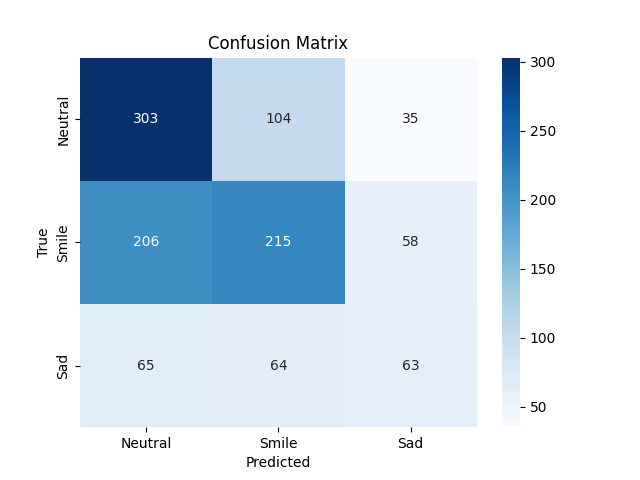 Confusion Matrix
True
Neutral
303 104 35
Smile
206 215 58
Sad
65 64 63
Neutral Smile Sad
Predicted
300
250
200
150
100
50